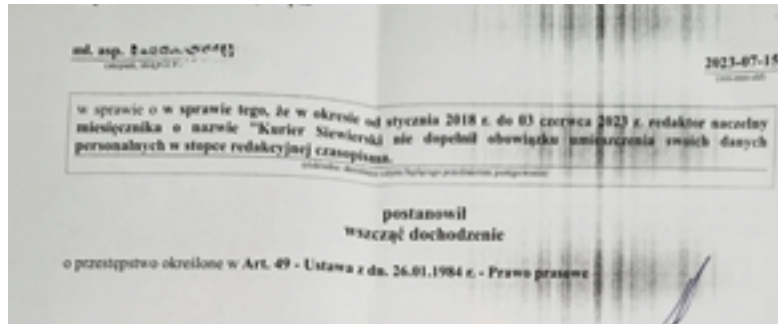 mł. asp.
2023-07-15
w sprawie o w sprawie tego, że w okresie od stycznia 2018 r. do 03 czerwca 2023 r. redaktor naczelny
miesięcznika o nazwie "Kurier Siewierski nie dopełnił obowiązku umieszczenia swoich danych
personalnych w stopce redakcyjnej czasopisma.
postanowił
wszcząć dochodzenie
o przestępstwo określone w Art. 49 - Ustawa z dn. 26.01.1984 r. - Prawo prasowe